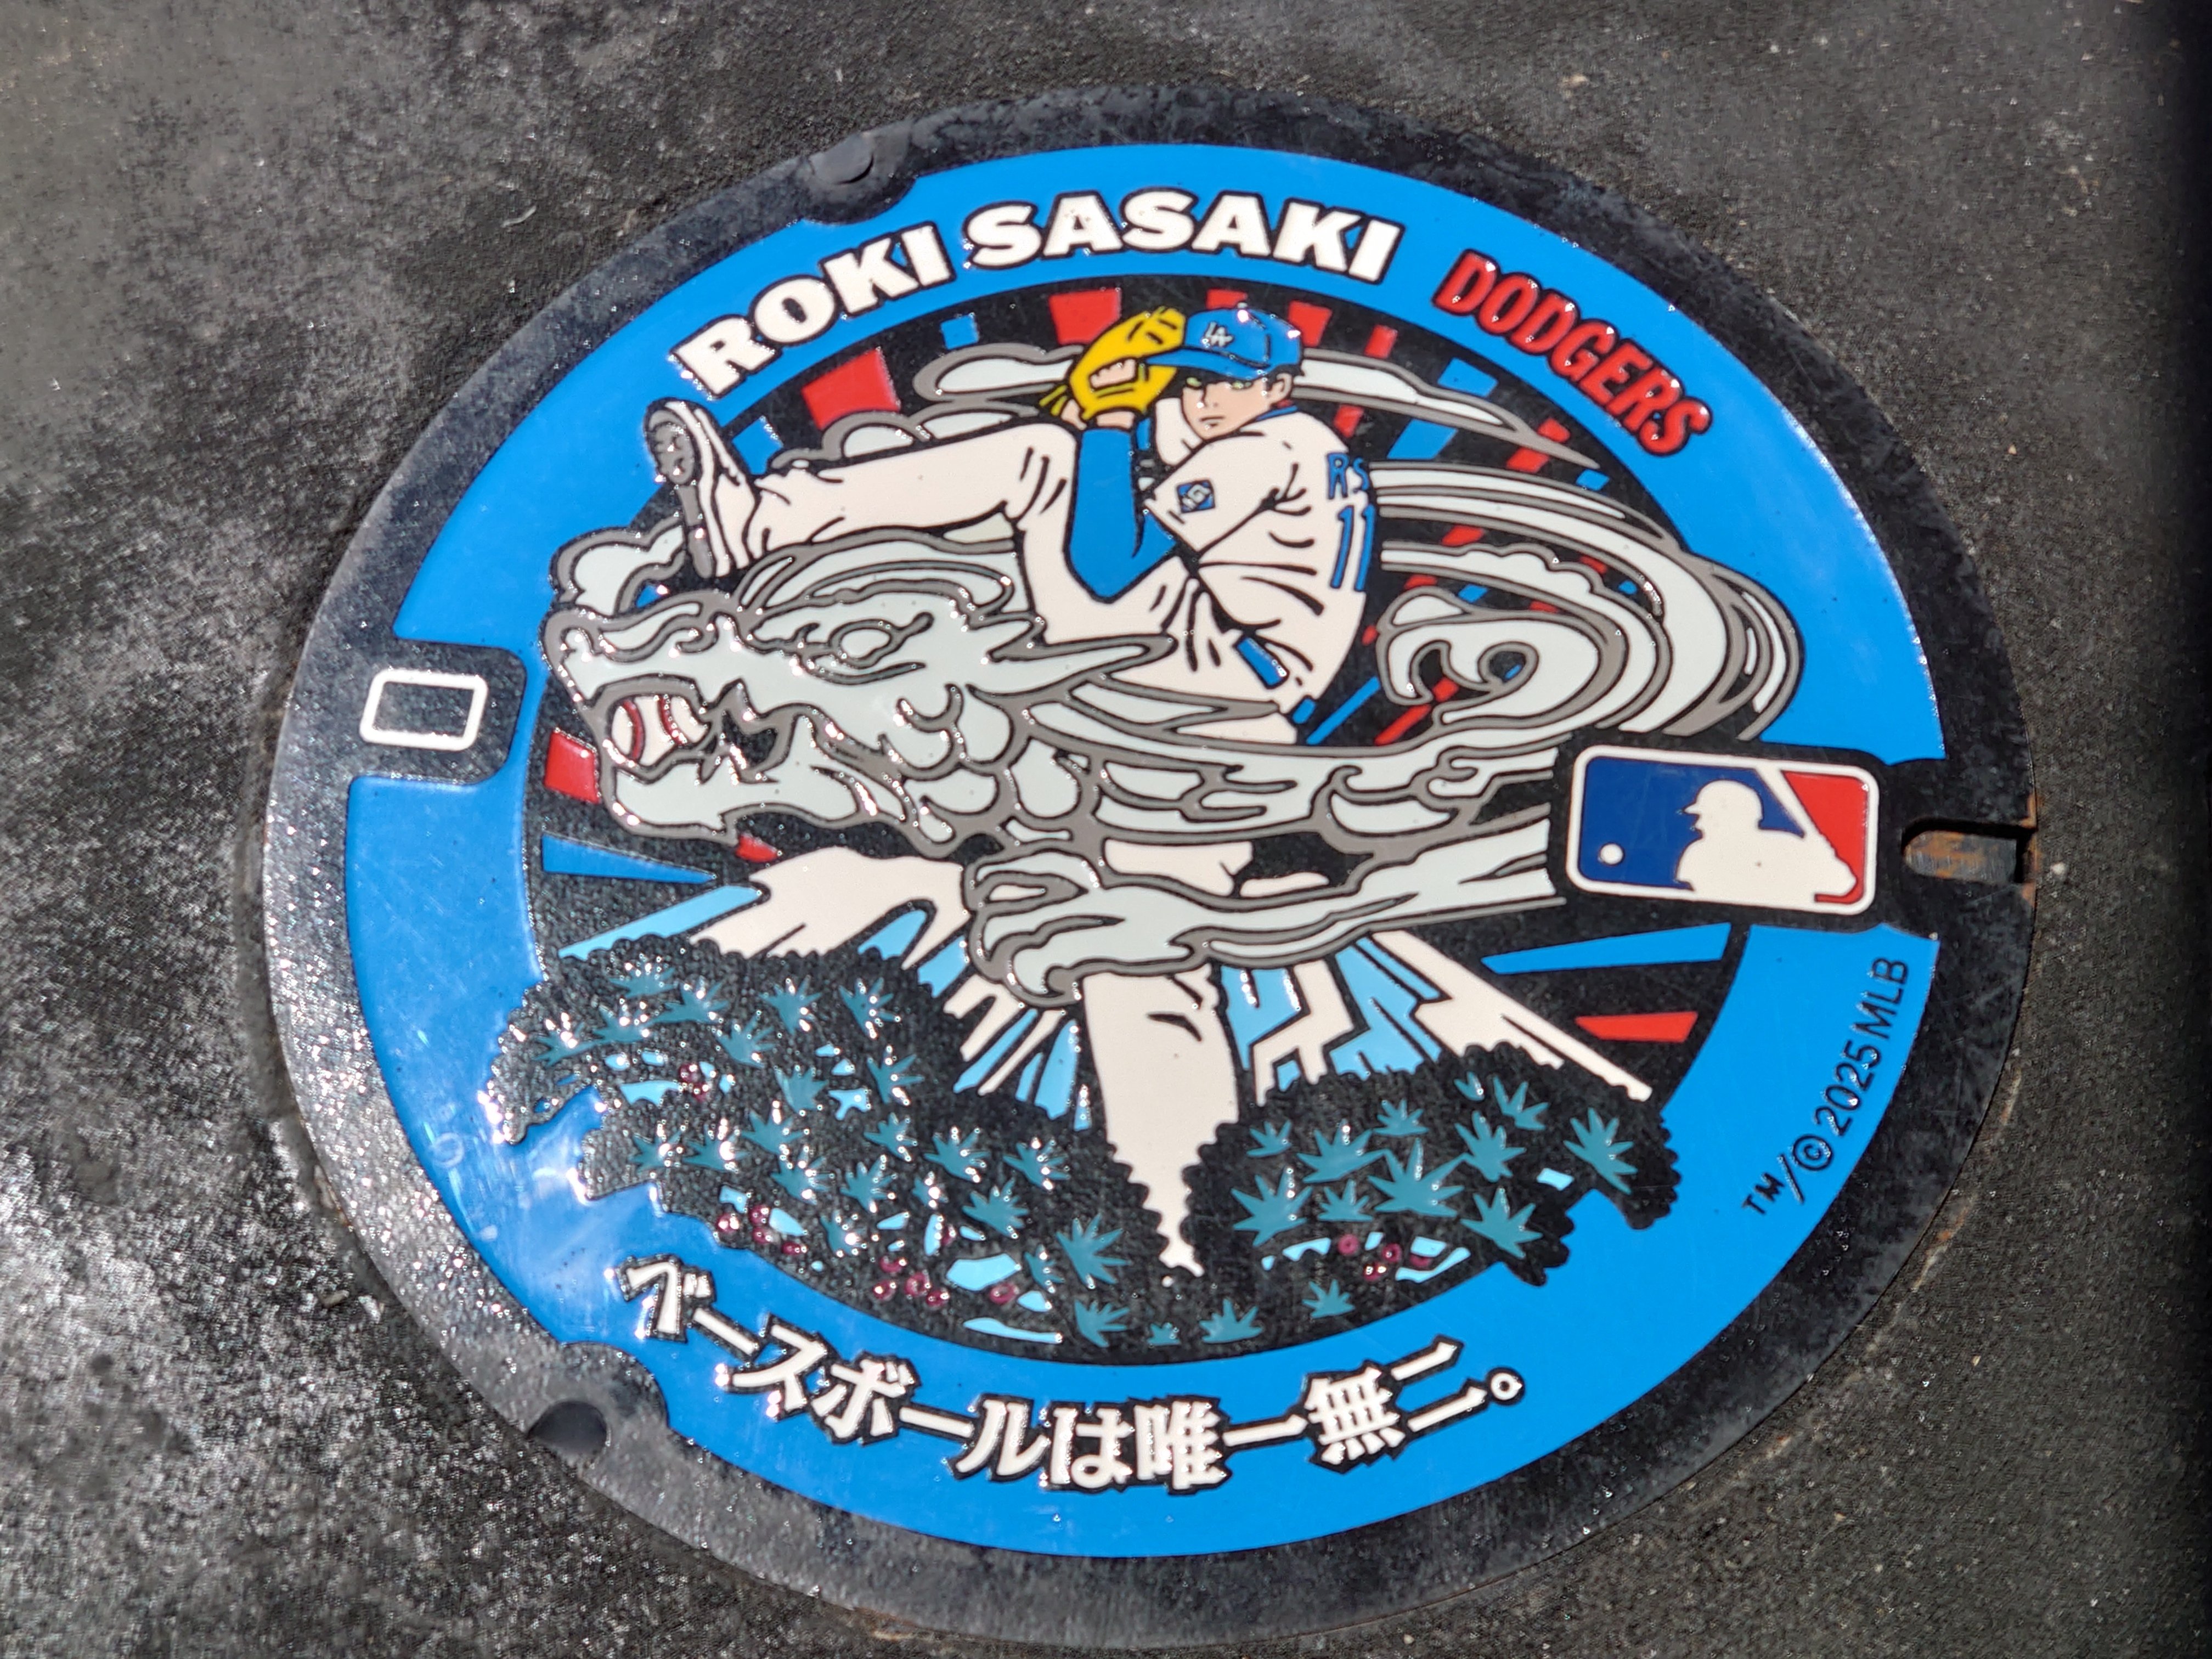 ROKI SASAKI DODGERS
LA
RS
11
™/©2025 MLB
ベースボールは唯一無二。